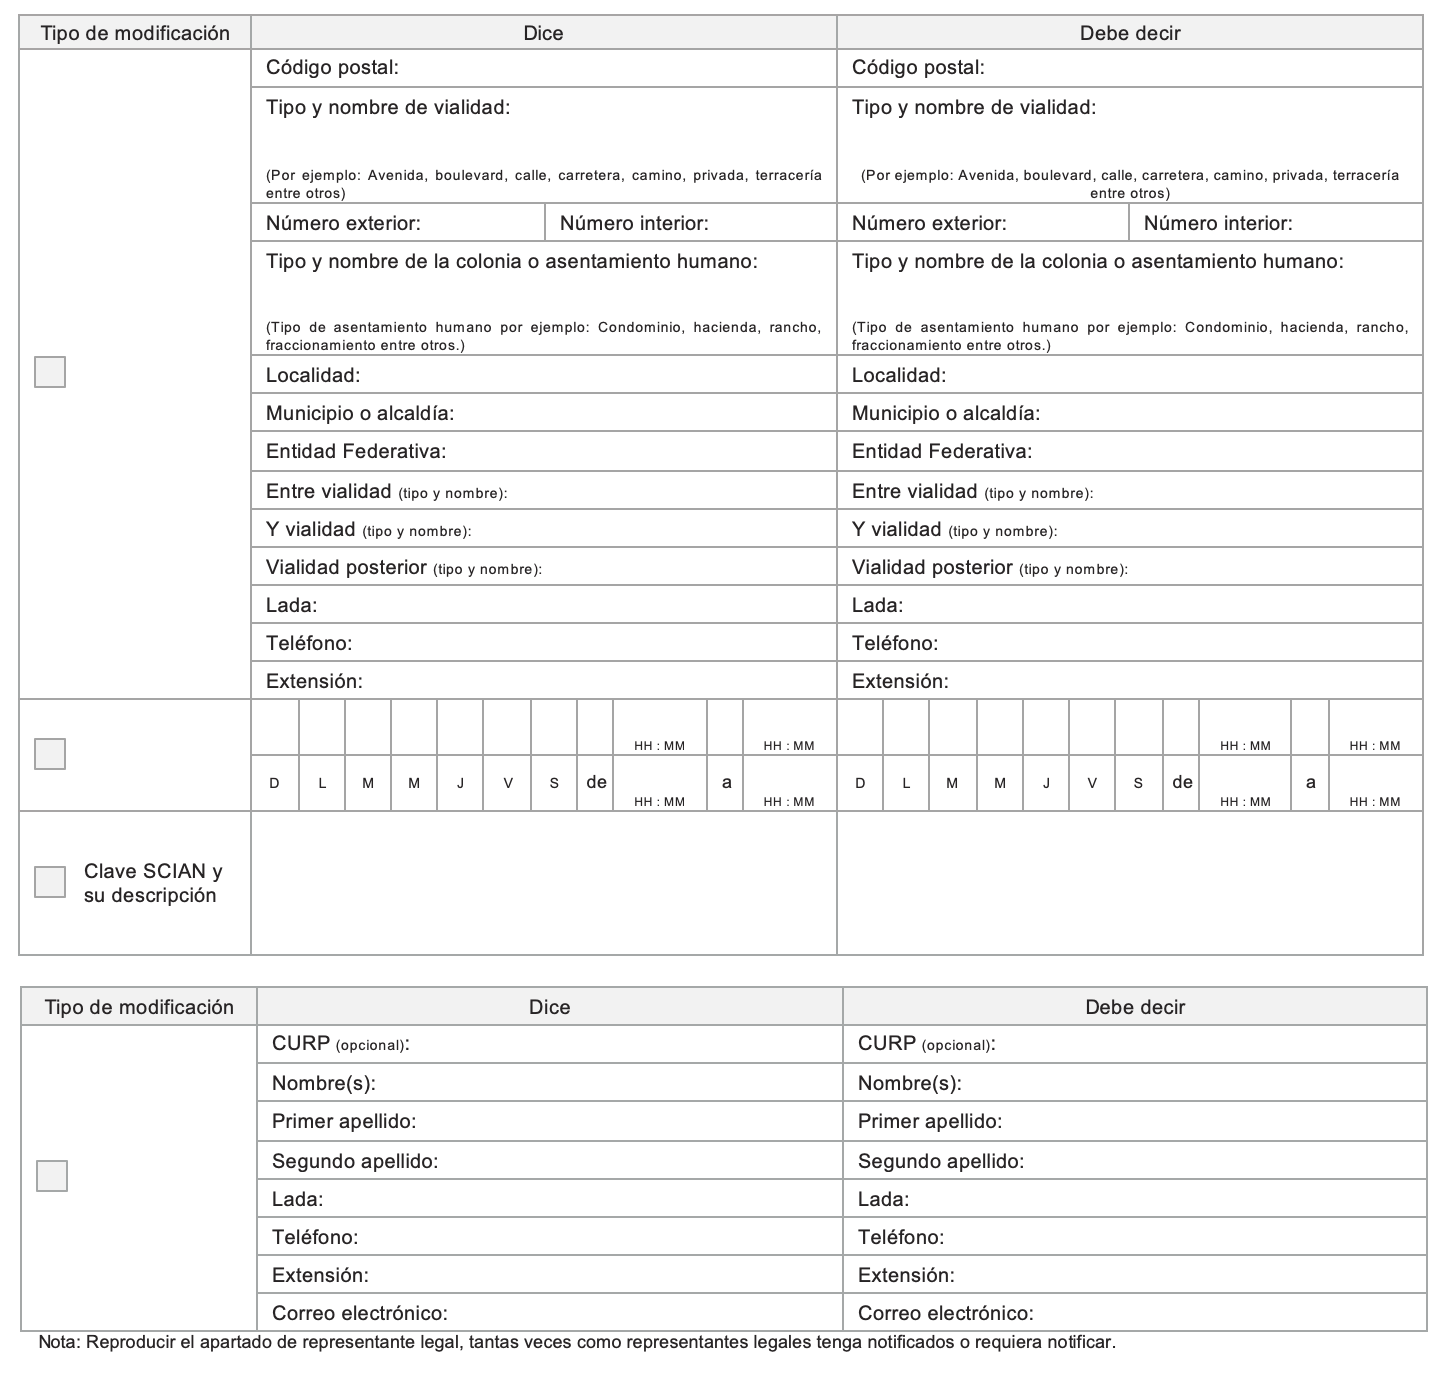 Tipo de modificación Dice Debe decir
Código postal: Código postal:
Tipo y nombre de vialidad: Tipo y nombre de vialidad:
(Por ejemplo: Avenida, boulevard, calle, carretera, camino, privada, terracería (Por ejemplo: Avenida, boulevard, calle, carretera, camino, privada, terracería
entre otros) entre otros)
Número exterior: Número interior: Número exterior: Número interior:
Tipo y nombre de la colonia o asentamiento humano: Tipo y nombre de la colonia o asentamiento humano:
(Tipo de asentamiento humano por ejemplo: Condominio, hacienda, rancho, (Tipo de asentamiento humano por ejemplo: Condominio, hacienda, rancho,
fraccionamiento entre otros.) fraccionamiento entre otros.)
Localidad: Localidad:
Municipio o alcaldía: Municipio o alcaldía:
Entidad Federativa: Entidad Federativa:
Entre vialidad (tipo y nombre): Entre vialidad (tipo y nombre):
Y vialidad (tipo y nombre): Y vialidad (tipo y nombre):
Vialidad posterior (tipo y nombre): Vialidad posterior (tipo y nombre):
Lada: Lada:
Teléfono: Teléfono:
Extensión: Extensión:
HH : MM HH : MM HH : MM HH : MM
D L M M J V S de HH : MM a HH : MM D L M M J V S de HH : MM a HH : MM
Clave SCIAN y
su descripción
Tipo de modificación Dice Debe decir
CURP (opcional): CURP (opcional):
Nombre(s): Nombre(s):
Primer apellido: Primer apellido:
Segundo apellido: Segundo apellido:
Lada: Lada:
Teléfono: Teléfono:
Extensión: Extensión:
Correo electrónico: Correo electrónico:
Nota: Reproducir el apartado de representante legal, tantas veces como representantes legales tenga notificados o requiera notificar.